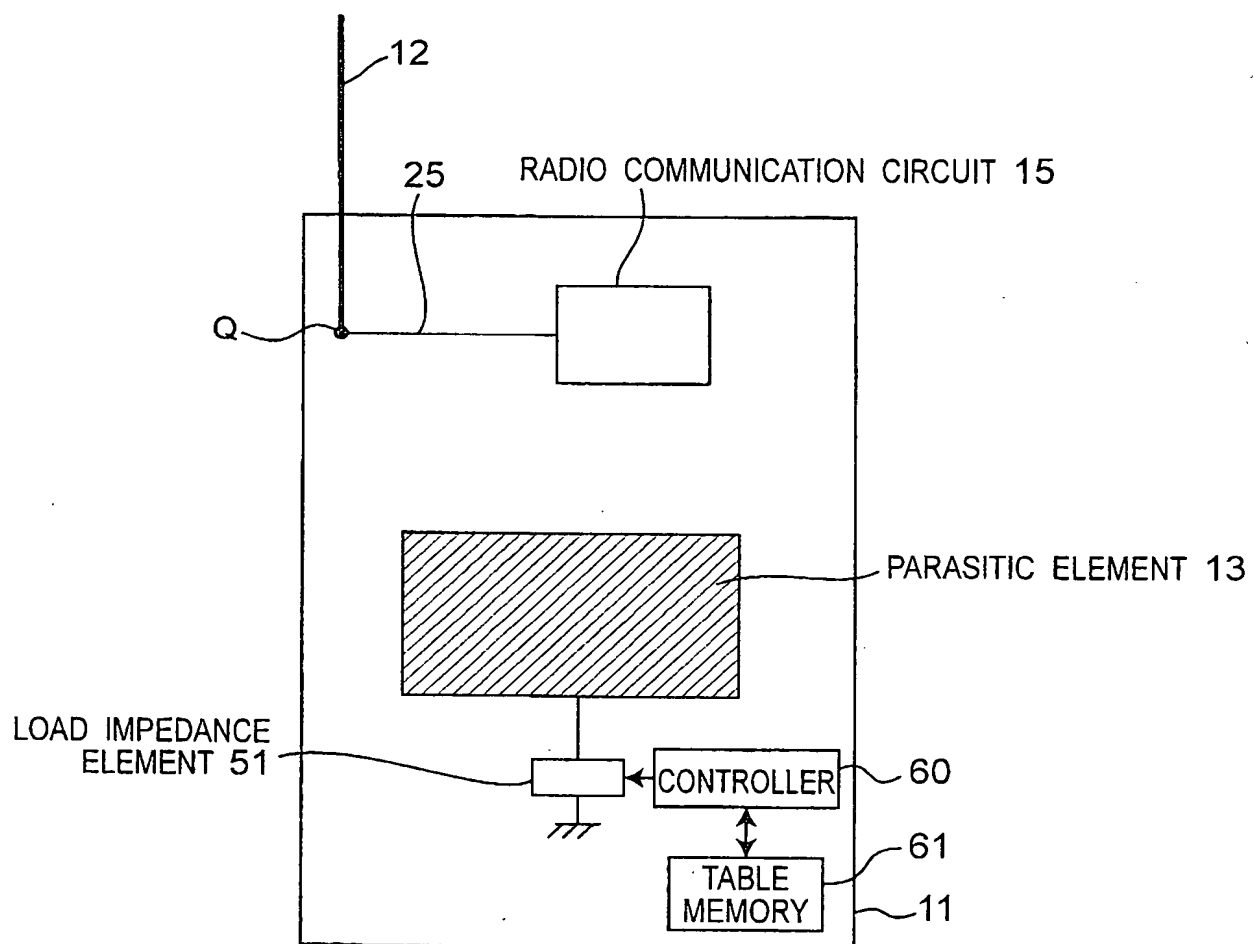 12
25
RADIO COMMUNICATION CIRCUIT 15
Q
PARASITIC ELEMENT 13
LOAD IMPEDANCE
ELEMENT 51
CONTROLLER
60
61
TABLE
MEMORY
11